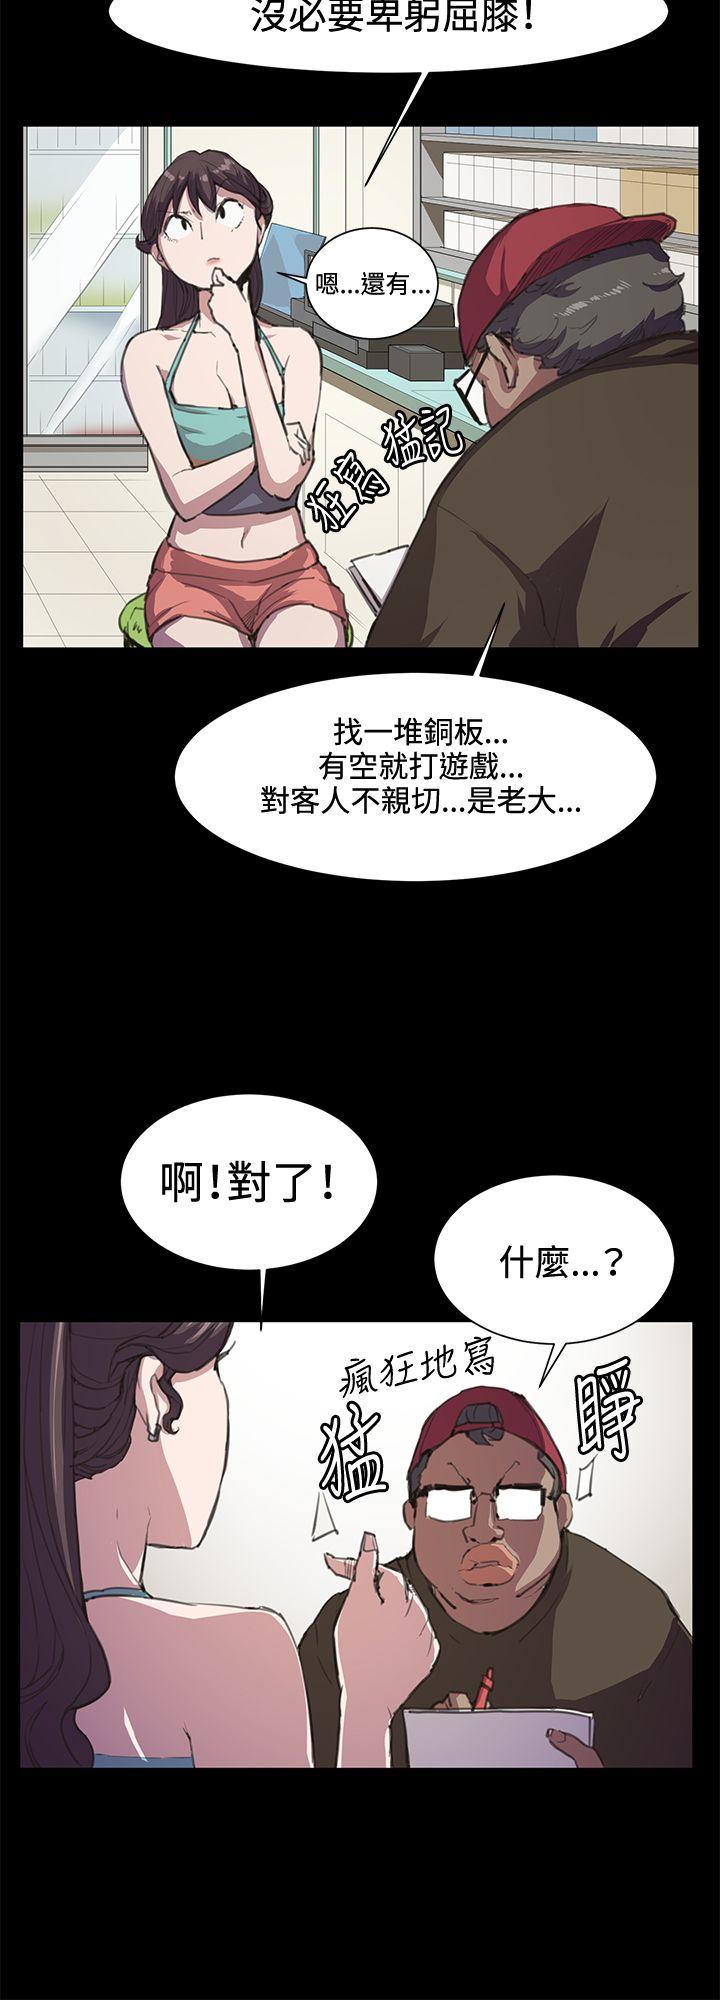 沒必要卑躬屈膝!
嗯...還有...
猛記
狂寫
找一堆銅板...
有空就打遊戲...
對客人不親切...是老大...
啊!對了!
什麼...?
瘋狂地寫
猛
睜